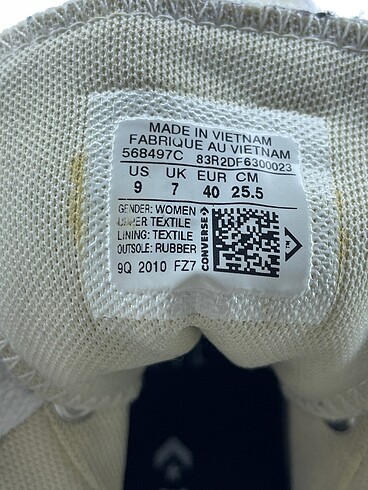 MADE IN VIETNAM
FABRIQUE AU VIETNAM
568497C 83R2DF6300023
US UK EUR CM
9 7 40 25.5
GENDER: WOMEN
UPPER TEXTILE
LINING: TEXTILE
OUTSOLE: RUBBER
9Q 2010 FZ7
CONVERSE